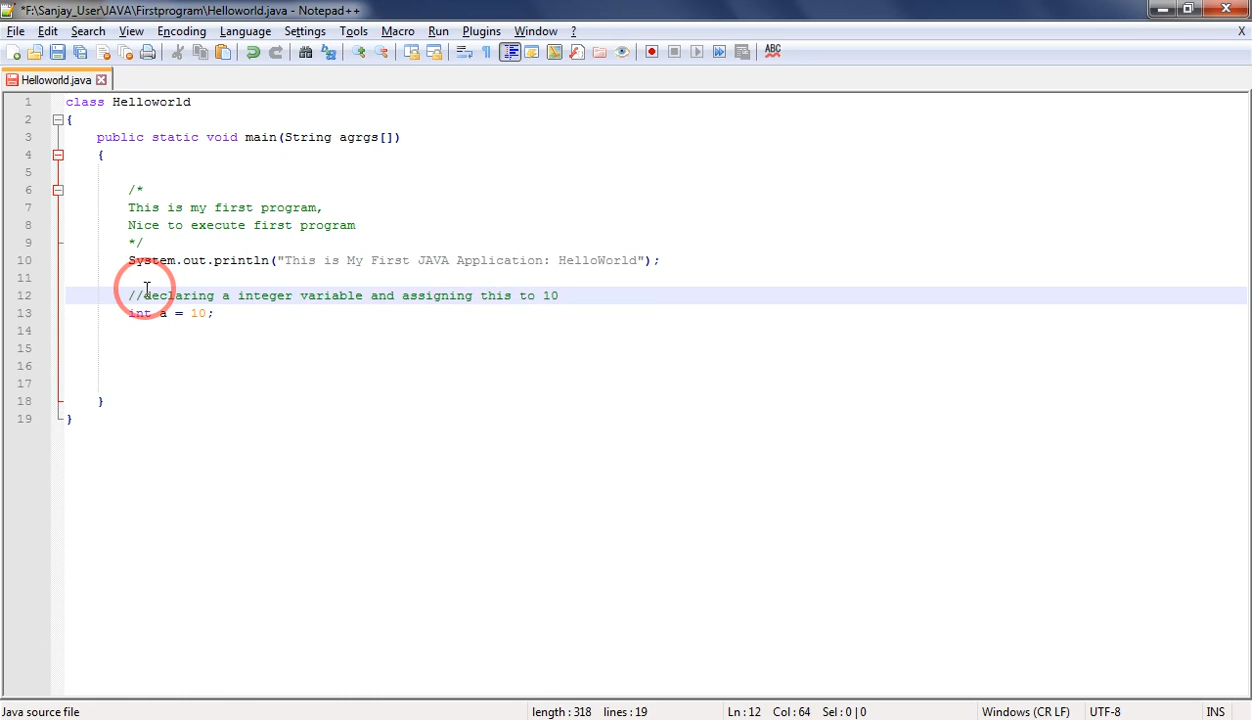 *F:\Sanjay_User\JAVA\Firstprogram\Helloworld.java - Notepad++
File Edit Search View Encoding Language Settings Tools Macro Run Plugins Window ? X
ABC
Helloworld.java
1 class Helloworld
2 {
3 public static void main(String agrgs[])
4 {
5
6 /*
7 This is my first program,
8 Nice to execute first program
9 */
10 System.out.println("This is My First JAVA Application: HelloWorld");
11
12 //declaring a integer variable and assigning this to 10
13 int a = 10;
14
15
16
17
18 }
19 }
Java source file length : 318 lines : 19 Ln : 12 Col : 64 Sel : 0 | 0 Windows (CR LF) UTF-8 INS